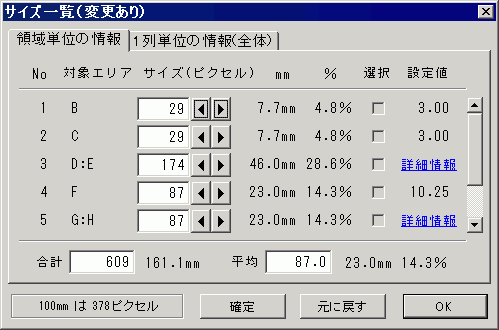 サイズ一覧(変更あり)
領域単位の情報 1列単位の情報(全体)
No 対象エリア サイズ(ピクセル) mm % 選択 設定値
1 B 29 7.7mm 4.8% 3.00
2 C 29 7.7mm 4.8% 3.00
3 D:E 174 46.0mm 28.6% 詳細情報
4 F 87 23.0mm 14.3% 10.25
5 G:H 87 23.0mm 14.3% 詳細情報
合計 609 161.1mm 平均 87.0 23.0mm 14.3%
100mm は 378ピクセル 確定 元に戻す OK